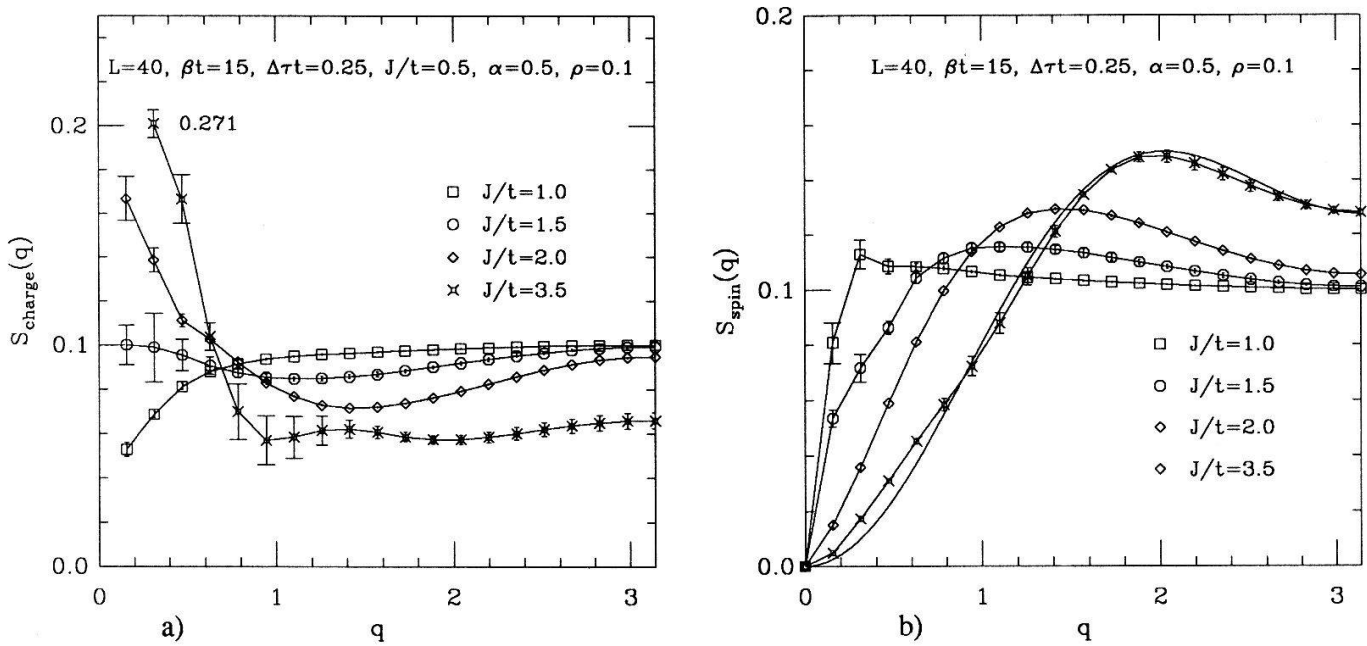 L=40, βt=15, Δτt=0.25, J/t=0.5, α=0.5, ρ=0.1
0.271
J/t=1.0
J/t=1.5
J/t=2.0
J/t=3.5
S_charge(q)
0.2
0.1
0.0
0 1 2 3
a) q
0.2
L=40, βt=15, Δτt=0.25, α=0.5, ρ=0.1
S_spin(q)
0.1
J/t=1.0
J/t=1.5
J/t=2.0
J/t=3.5
0.0
0 1 2 3
b) q